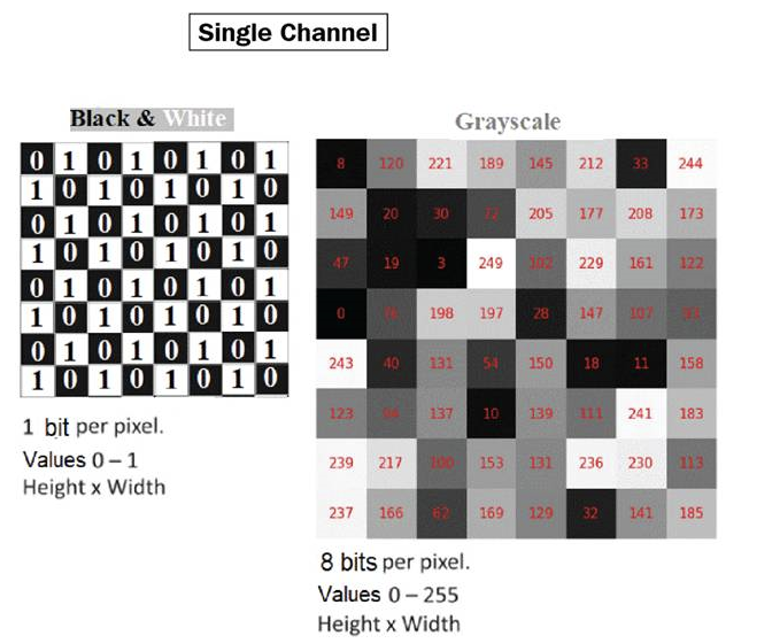 Single Channel
Black & White
0 1 0 1 0 1 0 1
1 0 1 0 1 0 1 0
0 1 0 1 0 1 0 1
1 0 1 0 1 0 1 0
0 1 0 1 0 1 0 1
1 0 1 0 1 0 1 0
0 1 0 1 0 1 0 1
1 0 1 0 1 0 1 0
1 bit per pixel.
Values 0 – 1
Height x Width
Grayscale
8 120 221 189 145 212 33 244
149 20 30 72 205 177 208 173
47 19 3 249 102 229 161 122
0 198 197 28 147 107
243 40 131 54 150 18 11 158
123 94 137 10 139 111 241 183
239 217 100 153 131 236 230 113
237 166 62 169 129 32 141 185
8 bits per pixel.
Values 0 – 255
Height x Width